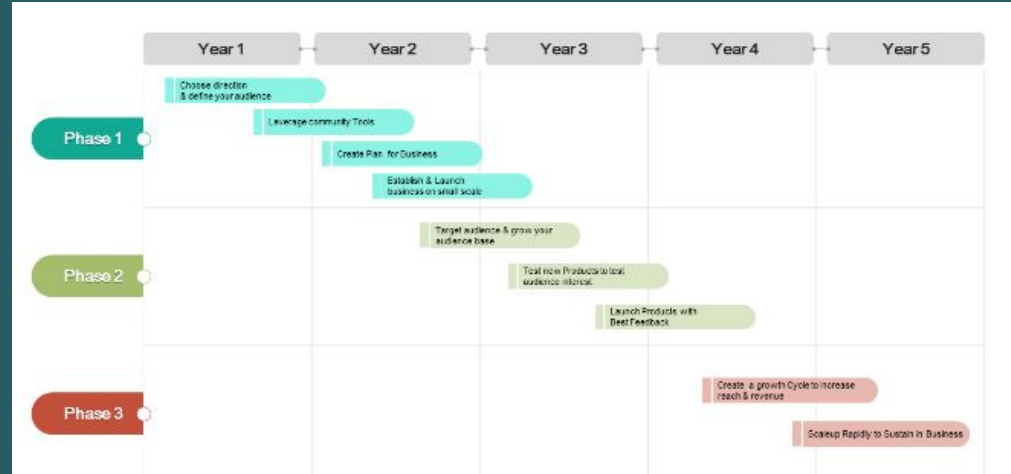 Year 1
Year 2
Year 3
Year 4
Year 5
Phase 1
Choose direction
& define your audience
Leverage community Tools
Create Plan for Business
Establish & Launch
business on small scale
Phase 2
Target audience & grow your
audience base
Test new Products to test
audience interest
Launch Products with
Best Feedback
Phase 3
Create a growth Cycle to increase
reach & revenue
Scaleup Rapidly to Sustain in Business